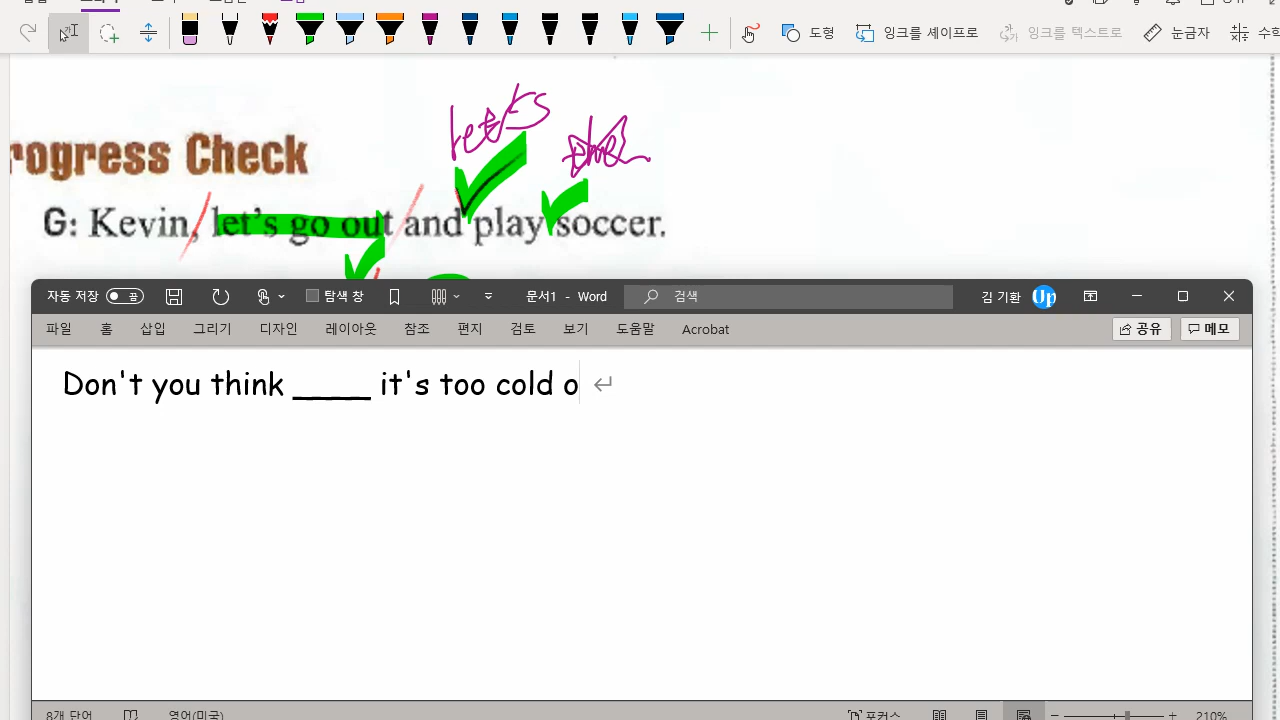 도형
잉크를 셰이프로
잉크를 텍스트로
눈금자
수학
let's
rogress Check
G: Kevin, let's go out and play soccer.
자동 저장
끔
탐색 창
문서1 - Word
검색
김 기환
파일 홈 삽입 그리기 디자인 레이아웃 참조 편지 검토 보기 도움말 Acrobat
공유
메모
Don't you think ____ it's too cold o
8개 단어
영어(미국)
포커스
210%